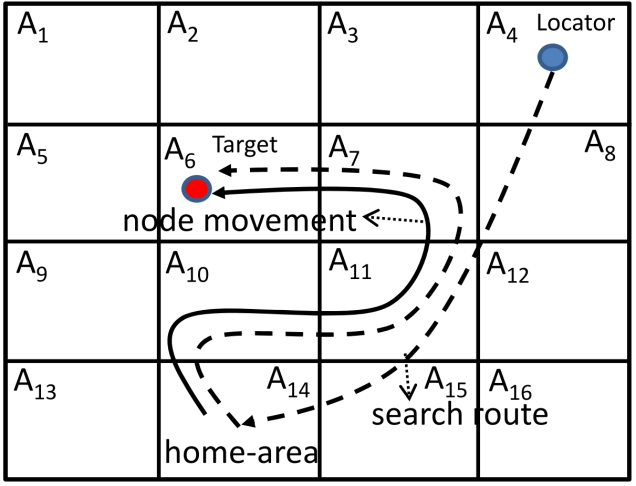 A1
A2
A3
A4 Locator
A5
A6 Target
A7
A8
node movement
A9
A10
A11
A12
A13
A14
A15
A16
search route
home-area